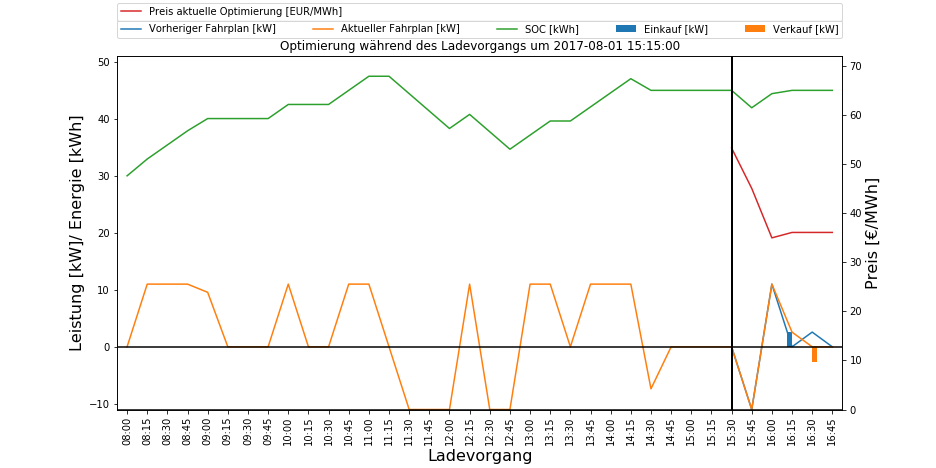 Preis aktuelle Optimierung [EUR/MWh]
Vorheriger Fahrplan [kW] Aktueller Fahrplan [kW] SOC [kWh] Einkauf [kW] Verkauf [kW]
Optimierung während des Ladevorgangs um 2017-08-01 15:15:00
Leistung [kW]/ Energie [kWh]
50
40
30
20
10
0
−10
70
60
50
40
30
20
10
0
Preis [€/MWh]
08:00 08:15 08:30 08:45 09:00 09:15 09:30 09:45 10:00 10:15 10:30 10:45 11:00 11:15 11:30 11:45 12:00 12:15 12:30 12:45 13:00 13:15 13:30 13:45 14:00 14:15 14:30 14:45 15:00 15:15 15:30 15:45 16:00 16:15 16:30 16:45
Ladevorgang